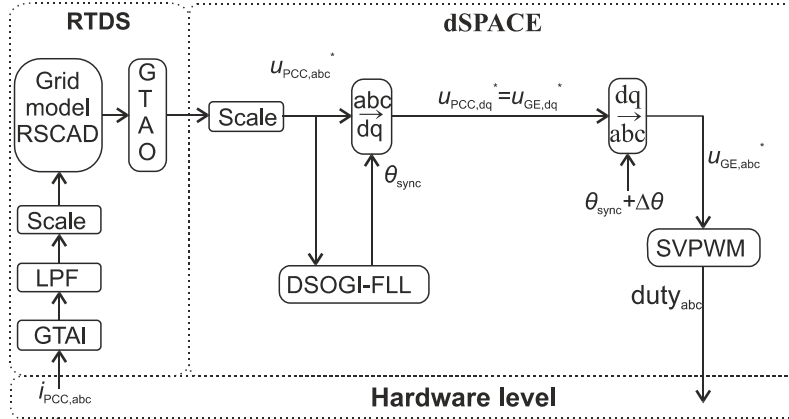 RTDS
dSPACE
Grid
model
RSCAD
G
T
A
O
Scale
u_PCC,abc*
abc
dq
u_PCC,dq*=u_GE,dq*
dq
abc
θ_sync
θ_sync+Δθ
u_GE,abc*
Scale
LPF
GTAI
DSOGI-FLL
SVPWM
duty_abc
i_PCC,abc
Hardware level